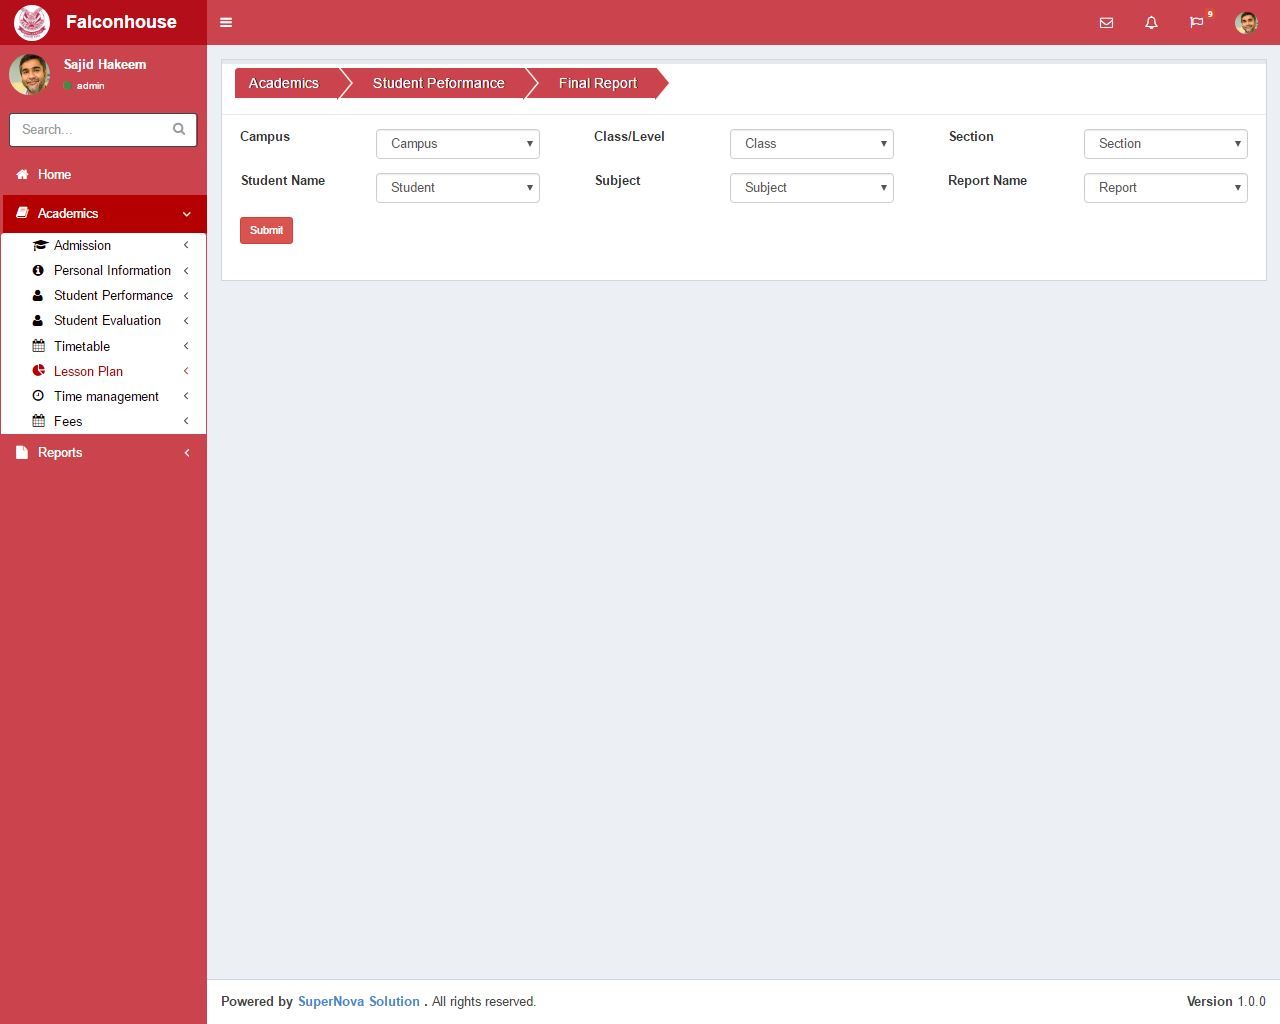 Falconhouse
9
Sajid Hakeem
admin
Search...
Home
Academics
Admission
Personal Information
Student Performance
Student Evaluation
Timetable
Lesson Plan
Time management
Fees
Reports
Academics Student Peformance Final Report
Campus Campus Class/Level Class Section Section
Student Name Student Subject Subject Report Name Report
Submit
Powered by SuperNova Solution . All rights reserved. Version 1.0.0